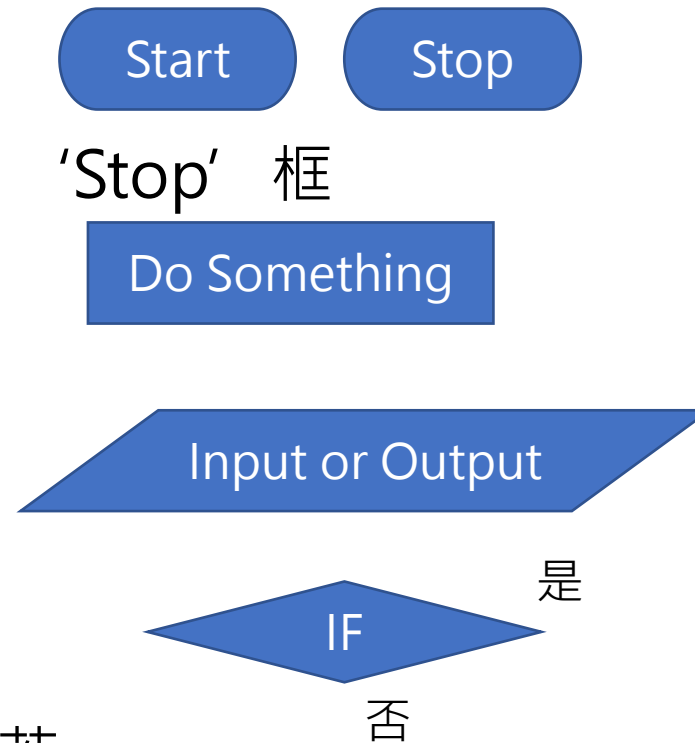 Start Stop
‘Stop’ 框
Do Something
Input or Output
是
IF
否